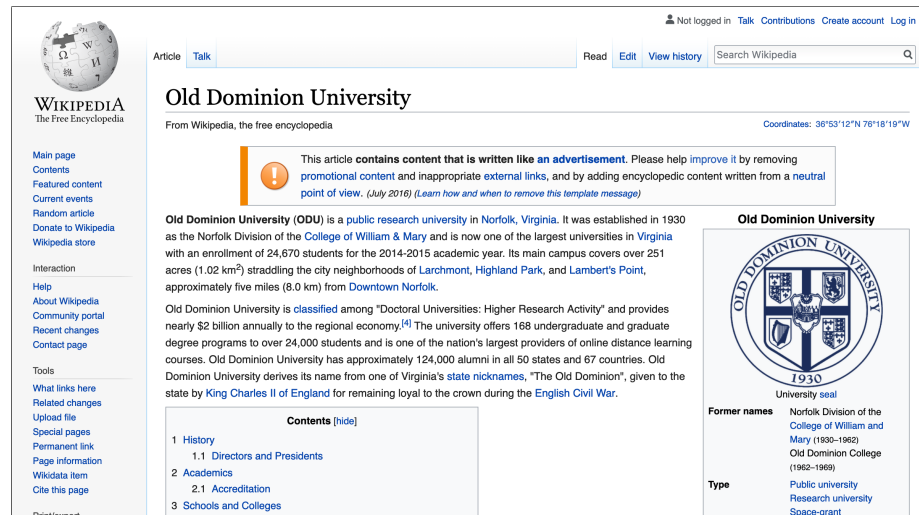 Not logged in Talk Contributions Create account Log in
WIKIPEDIA
The Free Encyclopedia
Article Talk
Read Edit View history Search Wikipedia
Main page
Contents
Featured content
Current events
Random article
Donate to Wikipedia
Wikipedia store
Interaction
Help
About Wikipedia
Community portal
Recent changes
Contact page
Tools
What links here
Related changes
Upload file
Special pages
Permanent link
Page information
Wikidata item
Cite this page
Print/export
Old Dominion University
From Wikipedia, the free encyclopedia
Coordinates: 36°53′12″N 76°18′19″W
This article contains content that is written like an advertisement. Please help improve it by removing
promotional content and inappropriate external links, and by adding encyclopedic content written from a neutral
point of view. (July 2016) (Learn how and when to remove this template message)
Old Dominion University (ODU) is a public research university in Norfolk, Virginia. It was established in 1930
as the Norfolk Division of the College of William & Mary and is now one of the largest universities in Virginia
with an enrollment of 24,670 students for the 2014-2015 academic year. Its main campus covers over 251
acres (1.02 km²) straddling the city neighborhoods of Larchmont, Highland Park, and Lambert's Point,
approximately five miles (8.0 km) from Downtown Norfolk.
Old Dominion University is classified among "Doctoral Universities: Higher Research Activity" and provides
nearly $2 billion annually to the regional economy.[4] The university offers 168 undergraduate and graduate
degree programs to over 24,000 students and is one of the nation's largest providers of online distance learning
courses. Old Dominion University has approximately 124,000 alumni in all 50 states and 67 countries. Old
Dominion University derives its name from one of Virginia's state nicknames, "The Old Dominion", given to the
state by King Charles II of England for remaining loyal to the crown during the English Civil War.
Contents [hide]
1 History
1.1 Directors and Presidents
2 Academics
2.1 Accreditation
3 Schools and Colleges
Old Dominion University
OLD DOMINION UNIVERSITY
1930
University seal
Former names Norfolk Division of the
College of William and
Mary (1930–1962)
Old Dominion College
(1962–1969)
Type Public university
Research university
Space-grant